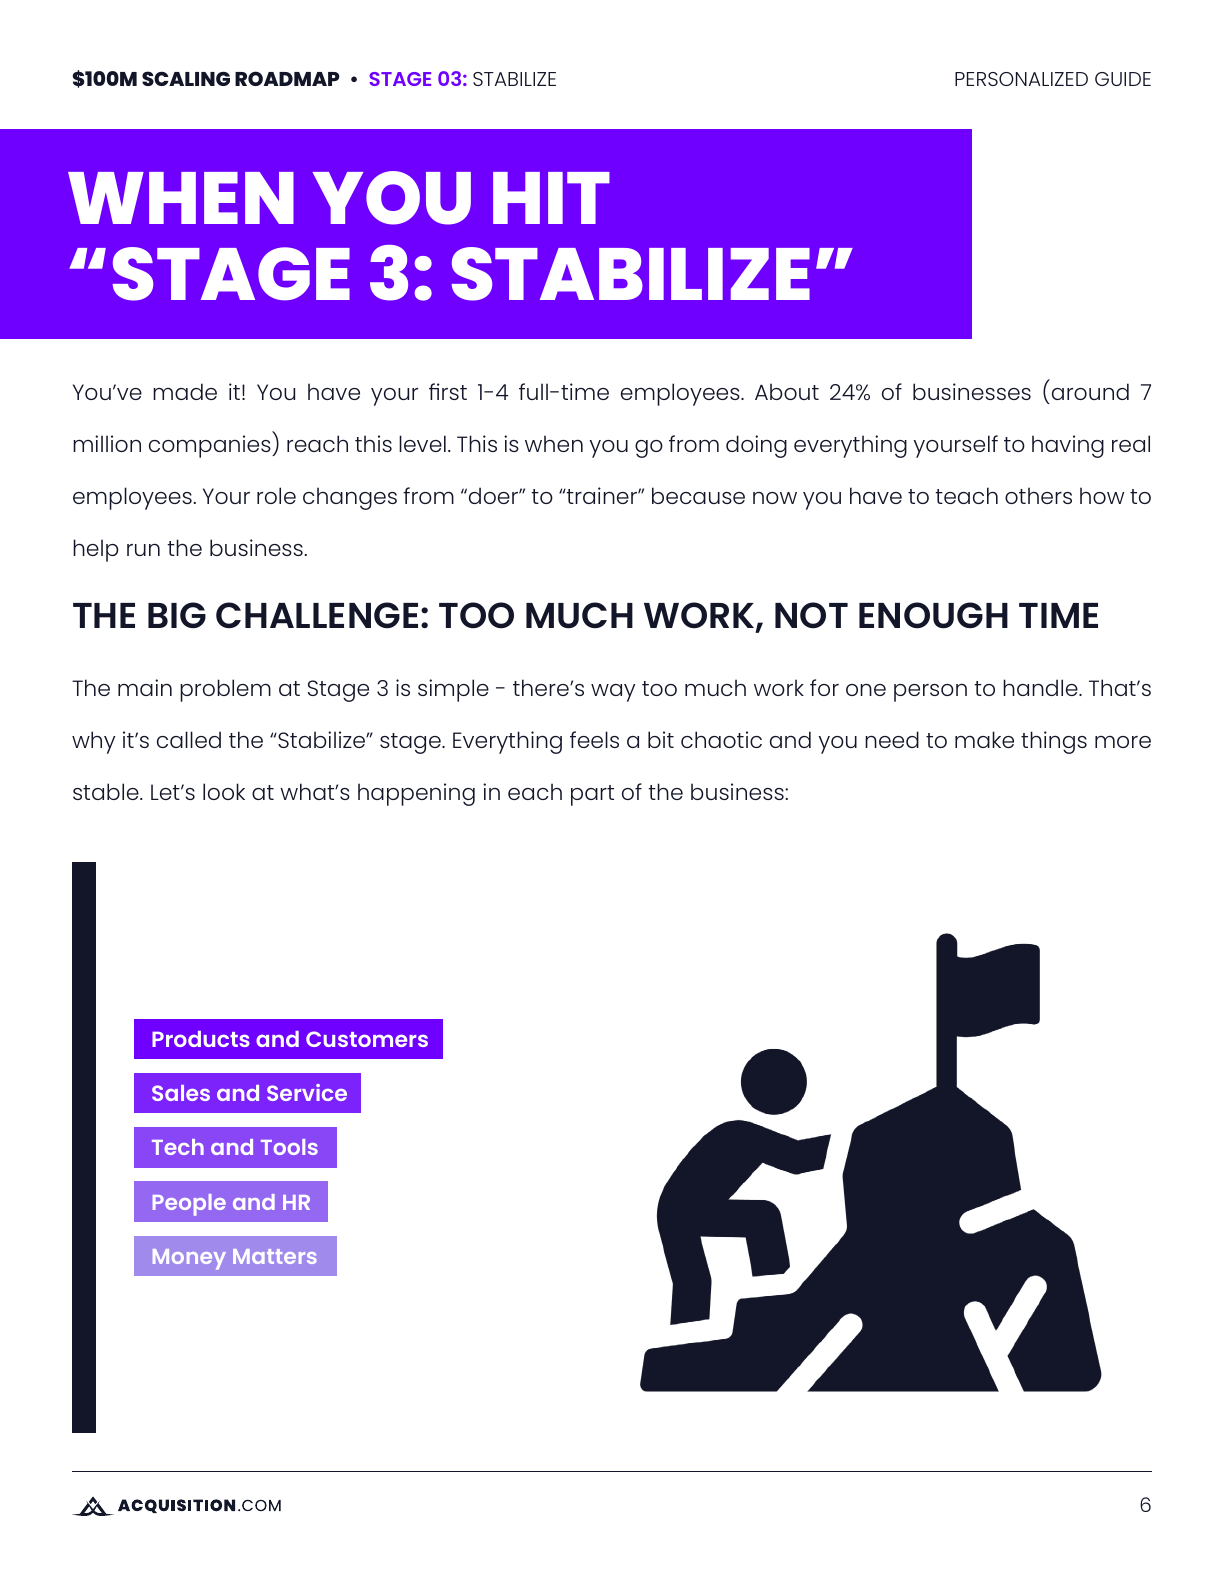 $100M SCALING ROADMAP • STAGE 03: STABILIZE
PERSONALIZED GUIDE
WHEN YOU HIT
“STAGE 3: STABILIZE”
You’ve made it! You have your first 1-4 full-time employees. About 24% of businesses (around 7
million companies) reach this level. This is when you go from doing everything yourself to having real
employees. Your role changes from “doer” to “trainer” because now you have to teach others how to
help run the business.
THE BIG CHALLENGE: TOO MUCH WORK, NOT ENOUGH TIME
The main problem at Stage 3 is simple - there’s way too much work for one person to handle. That’s
why it’s called the “Stabilize” stage. Everything feels a bit chaotic and you need to make things more
stable. Let’s look at what’s happening in each part of the business:
Products and Customers
Sales and Service
Tech and Tools
People and HR
Money Matters
ACQUISITION.COM
6